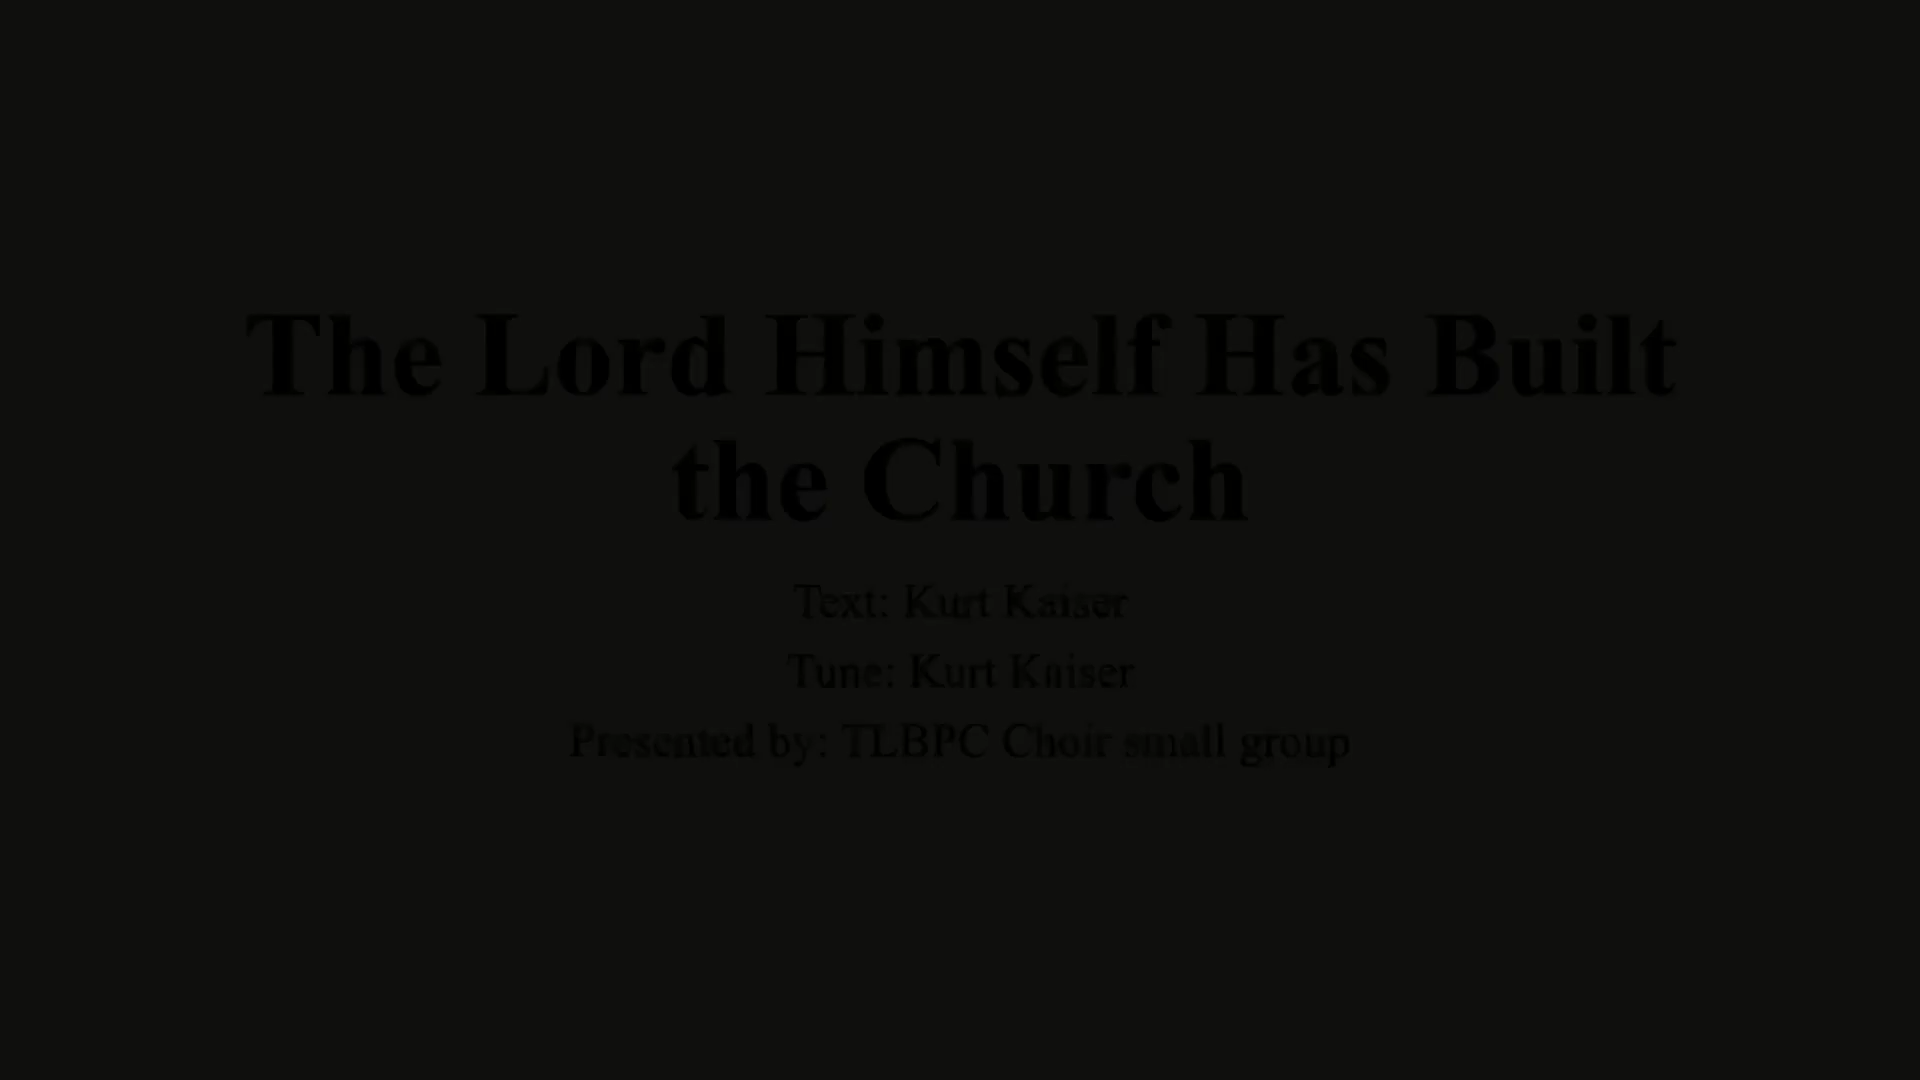 The Lord Himself Has Built
the Church
Text: Kurt Kaiser
Tune: Kurt Kaiser
Presented by: TLBPC Choir small group